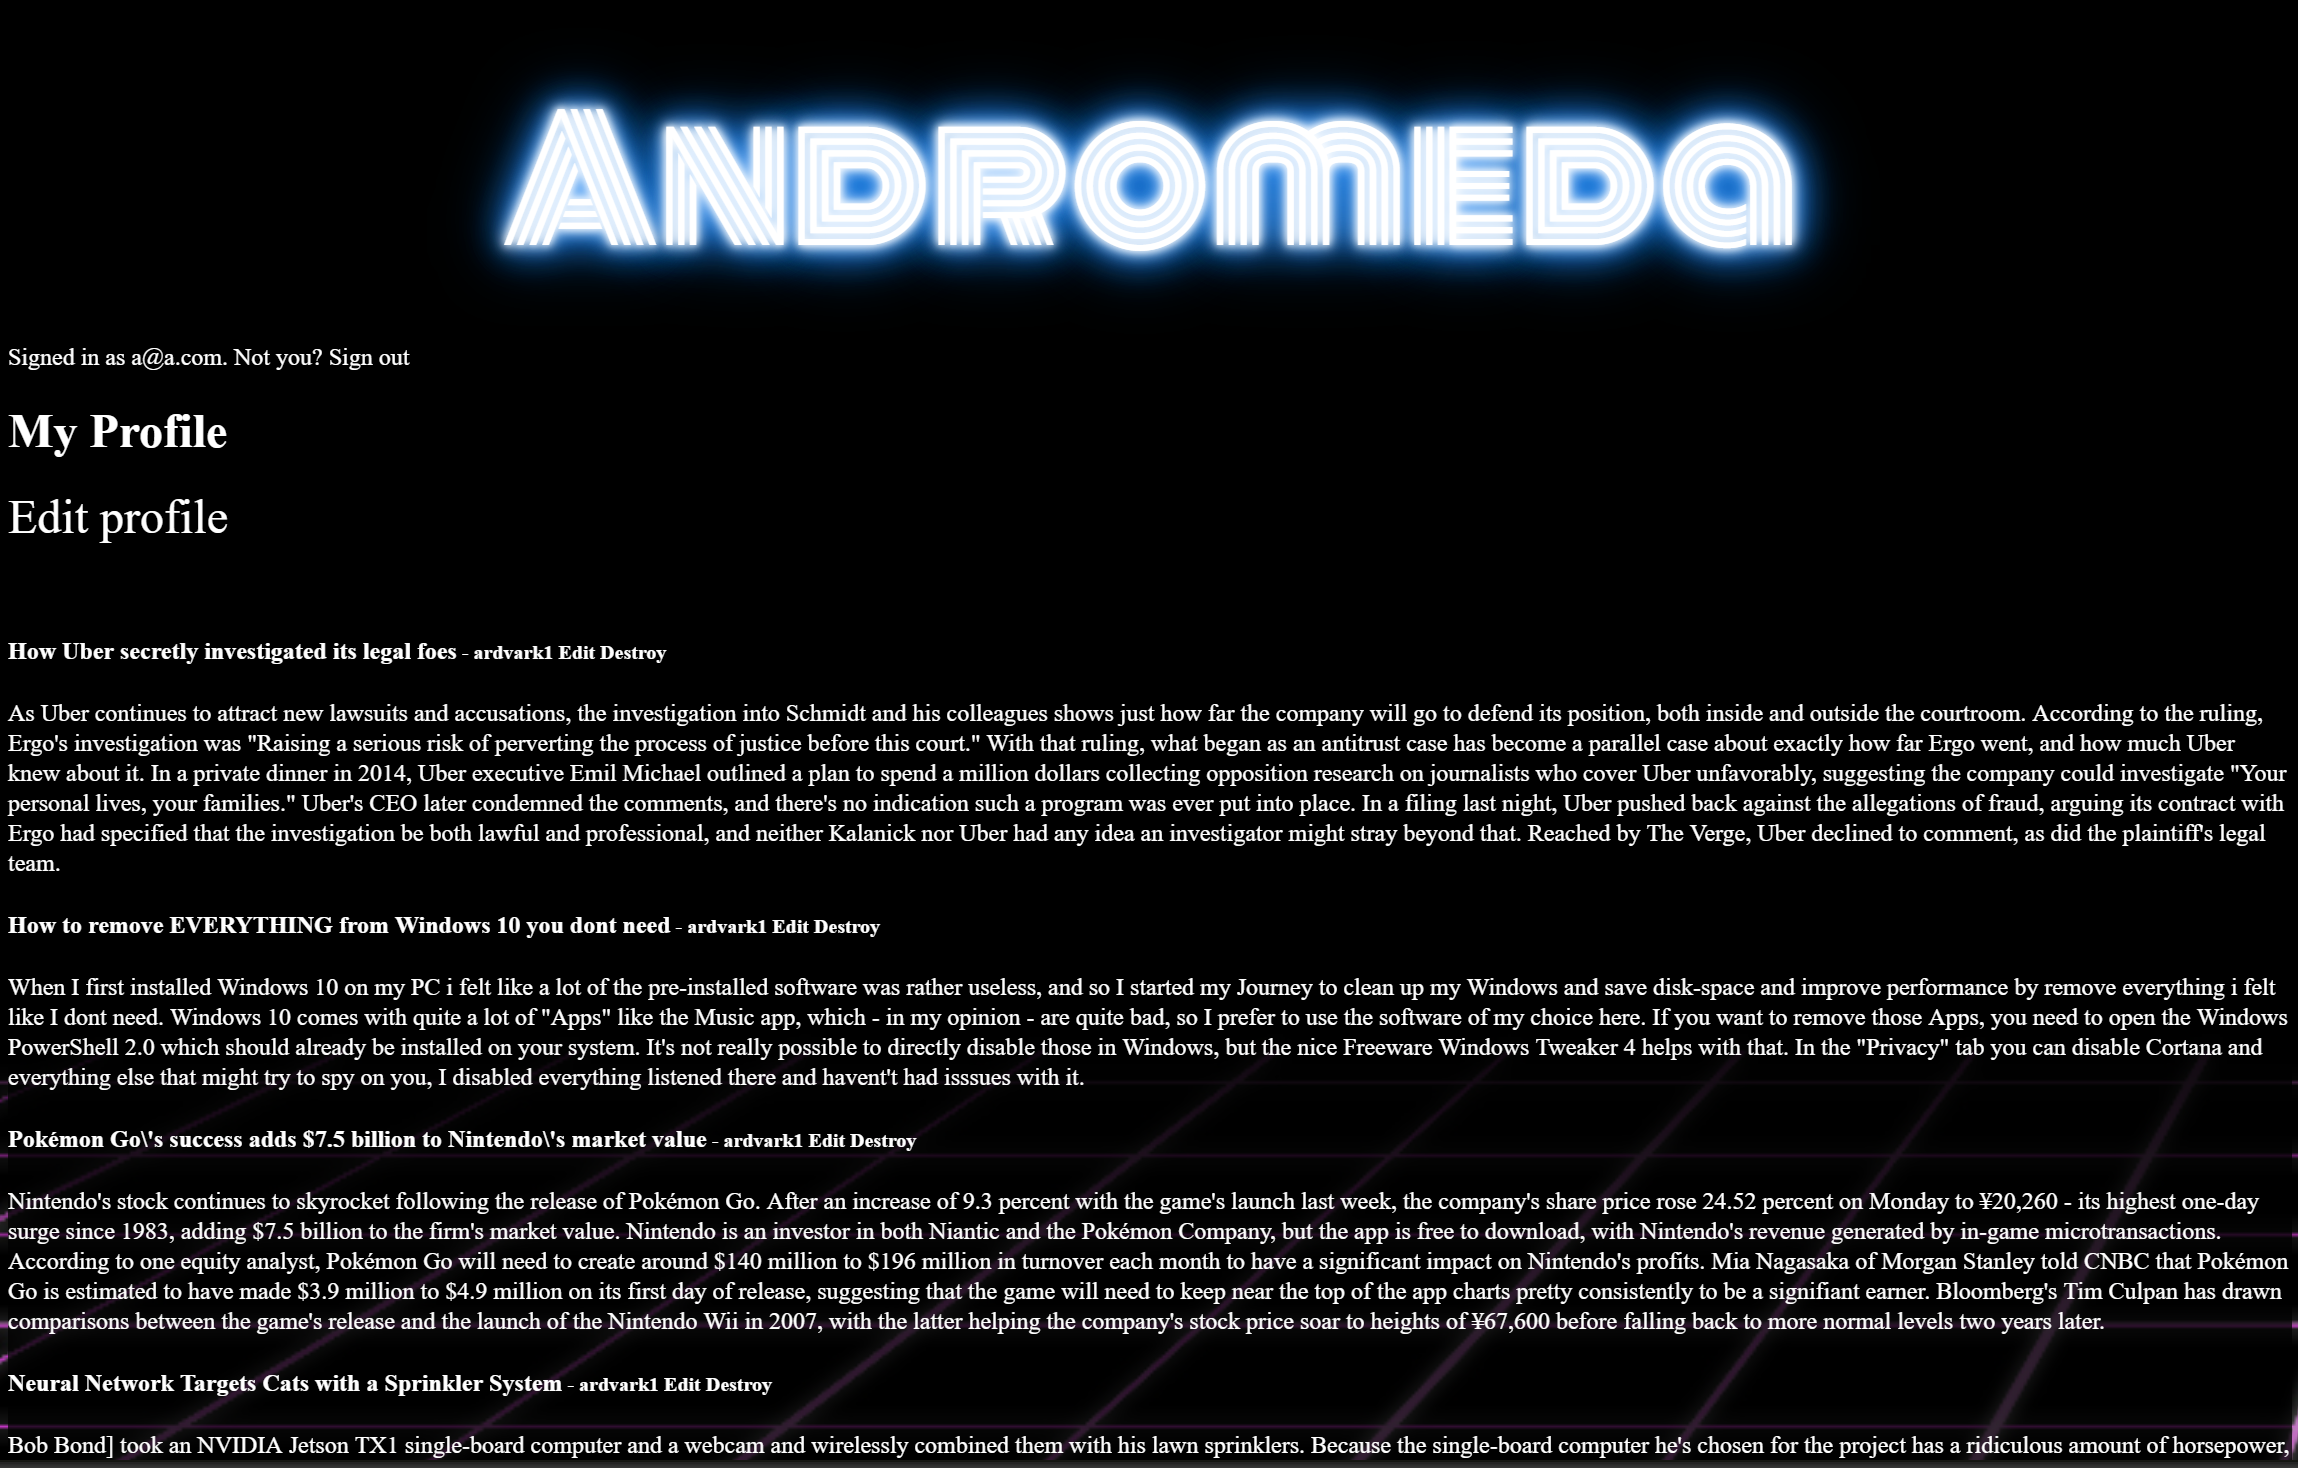 Andromeda
Signed in as a@a.com. Not you? Sign out
My Profile
Edit profile
How Uber secretly investigated its legal foes - ardvark1 Edit Destroy
As Uber continues to attract new lawsuits and accusations, the investigation into Schmidt and his colleagues shows just how far the company will go to defend its position, both inside and outside the courtroom. According to the ruling,
Ergo's investigation was "Raising a serious risk of perverting the process of justice before this court." With that ruling, what began as an antitrust case has become a parallel case about exactly how far Ergo went, and how much Uber
knew about it. In a private dinner in 2014, Uber executive Emil Michael outlined a plan to spend a million dollars collecting opposition research on journalists who cover Uber unfavorably, suggesting the company could investigate "Your
personal lives, your families." Uber's CEO later condemned the comments, and there's no indication such a program was ever put into place. In a filing last night, Uber pushed back against the allegations of fraud, arguing its contract with
Ergo had specified that the investigation be both lawful and professional, and neither Kalanick nor Uber had any idea an investigator might stray beyond that. Reached by The Verge, Uber declined to comment, as did the plaintiff's legal
team.
How to remove EVERYTHING from Windows 10 you dont need - ardvark1 Edit Destroy
When I first installed Windows 10 on my PC i felt like a lot of the pre-installed software was rather useless, and so I started my Journey to clean up my Windows and save disk-space and improve performance by remove everything i felt
like I dont need. Windows 10 comes with quite a lot of "Apps" like the Music app, which - in my opinion - are quite bad, so I prefer to use the software of my choice here. If you want to remove those Apps, you need to open the Windows
PowerShell 2.0 which should already be installed on your system. It's not really possible to directly disable those in Windows, but the nice Freeware Windows Tweaker 4 helps with that. In the "Privacy" tab you can disable Cortana and
everything else that might try to spy on you, I disabled everything listened there and havent't had isssues with it.
Pokémon Go\'s success adds $7.5 billion to Nintendo\'s market value - ardvark1 Edit Destroy
Nintendo's stock continues to skyrocket following the release of Pokémon Go. After an increase of 9.3 percent with the game's launch last week, the company's share price rose 24.52 percent on Monday to ¥20,260 - its highest one-day
surge since 1983, adding $7.5 billion to the firm's market value. Nintendo is an investor in both Niantic and the Pokémon Company, but the app is free to download, with Nintendo's revenue generated by in-game microtransactions.
According to one equity analyst, Pokémon Go will need to create around $140 million to $196 million in turnover each month to have a significant impact on Nintendo's profits. Mia Nagasaka of Morgan Stanley told CNBC that Pokémon
Go is estimated to have made $3.9 million to $4.9 million on its first day of release, suggesting that the game will need to keep near the top of the app charts pretty consistently to be a signifiant earner. Bloomberg's Tim Culpan has drawn
comparisons between the game's release and the launch of the Nintendo Wii in 2007, with the latter helping the company's stock price soar to heights of ¥67,600 before falling back to more normal levels two years later.
Neural Network Targets Cats with a Sprinkler System - ardvark1 Edit Destroy
Bob Bond] took an NVIDIA Jetson TX1 single-board computer and a webcam and wirelessly combined them with his lawn sprinklers. Because the single-board computer he's chosen for the project has a ridiculous amount of horsepower,